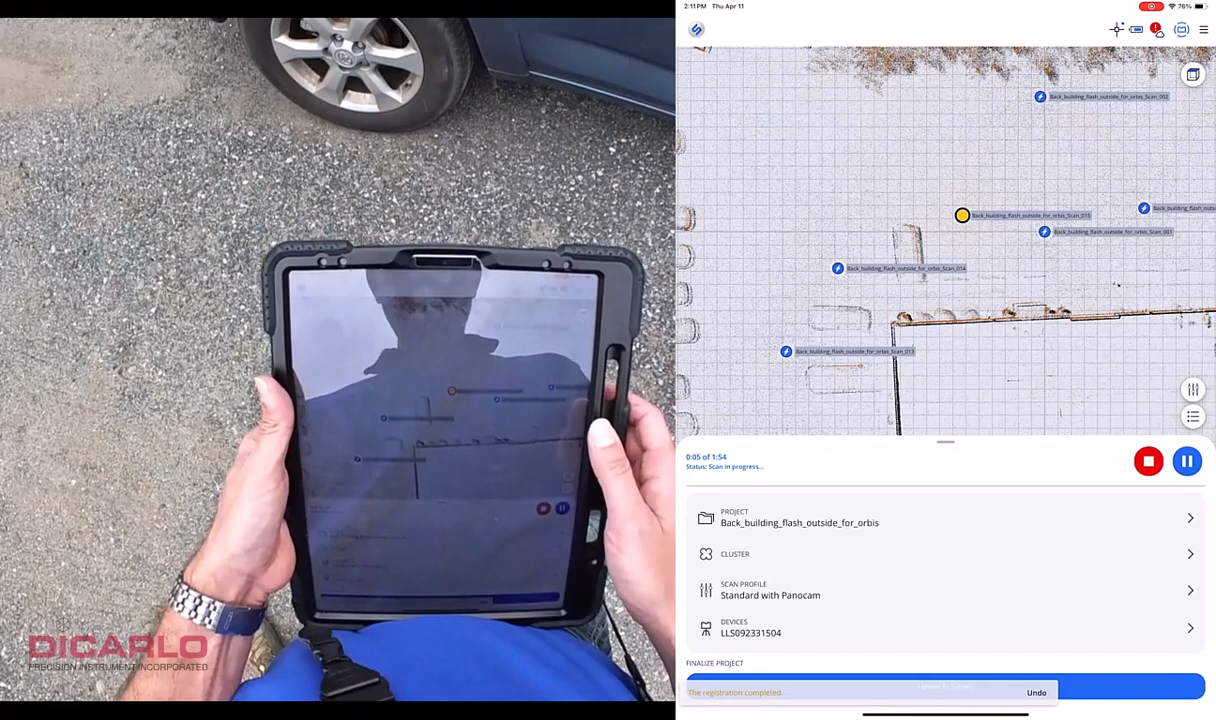 2:11PM Thu Apr 11
76%
Back_building_flash_outside_for_orbis_Scan_002
Back_building_flash_outside_for_orbis_Scan_015
Back_building_flash_outs
Back_building_flash_outside_for_orbis_Scan_001
Back_building_flash_outside_for_orbis_Scan_014
Back_building_flash_outside_for_orbis_Scan_013
0:05 of 1:54
Status: Scan in progress...
PROJECT
Back_building_flash_outside_for_orbis
CLUSTER
SCAN PROFILE
Standard with Panocam
DEVICES
LLS092331504
FINALIZE PROJECT
The registration completed.
Undo
DICARLO
PRECISION INSTRUMENT INCORPORATED